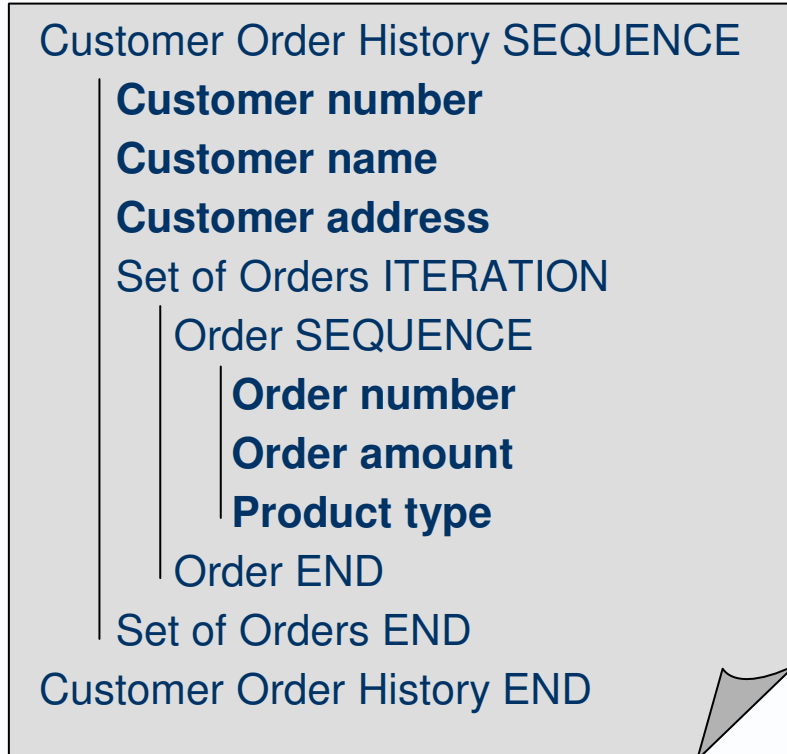 Customer Order History SEQUENCE
Customer number
Customer name
Customer address
Set of Orders ITERATION
Order SEQUENCE
Order number
Order amount
Product type
Order END
Set of Orders END
Customer Order History END